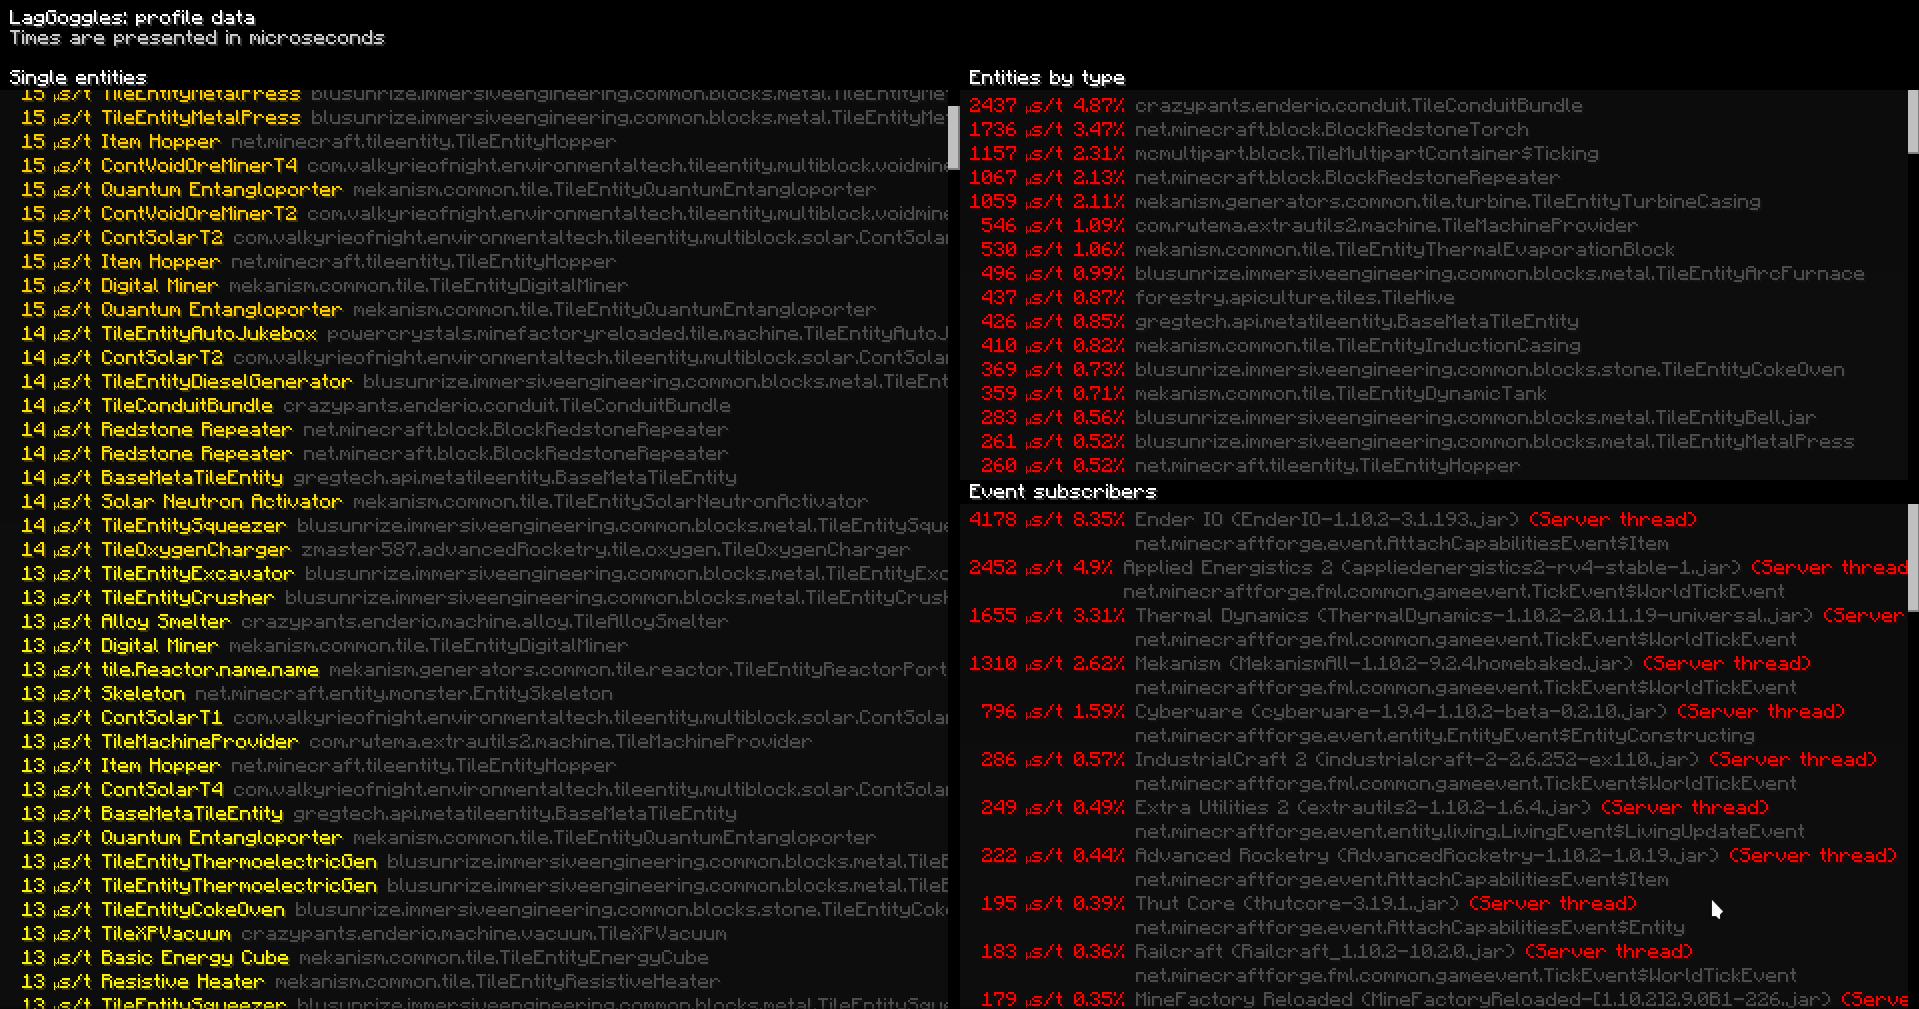 LagGoggles: profile data
Times are presented in microseconds
Single entities
15 µs/t TileEntityMetalPress blusunrize.immersiveengineering.common.blocks.metal.TileEntityMe
15 µs/t TileEntityMetalPress blusunrize.immersiveengineering.common.blocks.metal.TileEntityMe
15 µs/t Item Hopper net.minecraft.tileentity.TileEntityHopper
15 µs/t ContVoidOreMinerT4 com.valkyrieofnight.environmentaltech.tileentity.multiblock.voidmine
15 µs/t Quantum Entangloporter mekanism.common.tile.TileEntityQuantumEntangloporter
15 µs/t ContVoidOreMinerT2 com.valkyrieofnight.environmentaltech.tileentity.multiblock.voidmine
15 µs/t ContSolarT2 com.valkyrieofnight.environmentaltech.tileentity.multiblock.solar.ContSolar
15 µs/t Item Hopper net.minecraft.tileentity.TileEntityHopper
15 µs/t Digital Miner mekanism.common.tile.TileEntityDigitalMiner
15 µs/t Quantum Entangloporter mekanism.common.tile.TileEntityQuantumEntangloporter
14 µs/t TileEntityAutoJukebox powercrystals.minefactoryreloaded.tile.machine.TileEntityAutoJ
14 µs/t ContSolarT2 com.valkyrieofnight.environmentaltech.tileentity.multiblock.solar.ContSolar
14 µs/t TileEntityDieselGenerator blusunrize.immersiveengineering.common.blocks.metal.TileEnt
14 µs/t TileConduitBundle crazypants.enderio.conduit.TileConduitBundle
14 µs/t Redstone Repeater net.minecraft.block.BlockRedstoneRepeater
14 µs/t Redstone Repeater net.minecraft.block.BlockRedstoneRepeater
14 µs/t BaseMetaTileEntity gregtech.api.metatileentity.BaseMetaTileEntity
14 µs/t Solar Neutron Activator mekanism.common.tile.TileEntitySolarNeutronActivator
14 µs/t TileEntitySqueezer blusunrize.immersiveengineering.common.blocks.metal.TileEntitySque
14 µs/t TileOxygenCharger zmaster587.advancedRocketry.tile.oxygen.TileOxygenCharger
13 µs/t TileEntityExcavator blusunrize.immersiveengineering.common.blocks.metal.TileEntityExc
13 µs/t TileEntityCrusher blusunrize.immersiveengineering.common.blocks.metal.TileEntityCrush
13 µs/t Alloy Smelter crazypants.enderio.machine.alloy.TileAlloySmelter
13 µs/t Digital Miner mekanism.common.tile.TileEntityDigitalMiner
13 µs/t tile.Reactor.name.name mekanism.generators.common.tile.reactor.TileEntityReactorPort
13 µs/t Skeleton net.minecraft.entity.monster.EntitySkeleton
13 µs/t ContSolarT1 com.valkyrieofnight.environmentaltech.tileentity.multiblock.solar.ContSolar
13 µs/t TileMachineProvider com.rwtema.extrautils2.machine.TileMachineProvider
13 µs/t Item Hopper net.minecraft.tileentity.TileEntityHopper
13 µs/t ContSolarT4 com.valkyrieofnight.environmentaltech.tileentity.multiblock.solar.ContSolar
13 µs/t BaseMetaTileEntity gregtech.api.metatileentity.BaseMetaTileEntity
13 µs/t Quantum Entangloporter mekanism.common.tile.TileEntityQuantumEntangloporter
13 µs/t TileEntityThermoelectricGen blusunrize.immersiveengineering.common.blocks.metal.TileE
13 µs/t TileEntityThermoelectricGen blusunrize.immersiveengineering.common.blocks.metal.TileE
13 µs/t TileEntityCokeOven blusunrize.immersiveengineering.common.blocks.stone.TileEntityCok
13 µs/t TileXPVacuum crazypants.enderio.machine.vacuum.TileXPVacuum
13 µs/t Basic Energy Cube mekanism.common.tile.TileEntityEnergyCube
13 µs/t Resistive Heater mekanism.common.tile.TileEntityResistiveHeater
13 µs/t TileEntitySqueezer blusunrize.immersiveengineering.common.blocks.metal.TileEntitySque
Entities by type
2437 µs/t 4.87% crazypants.enderio.conduit.TileConduitBundle
1736 µs/t 3.47% net.minecraft.block.BlockRedstoneTorch
1157 µs/t 2.31% mcmultipart.block.TileMultipartContainer$Ticking
1067 µs/t 2.13% net.minecraft.block.BlockRedstoneRepeater
1059 µs/t 2.11% mekanism.generators.common.tile.turbine.TileEntityTurbineCasing
546 µs/t 1.09% com.rwtema.extrautils2.machine.TileMachineProvider
530 µs/t 1.06% mekanism.common.tile.TileEntityThermalEvaporationBlock
496 µs/t 0.99% blusunrize.immersiveengineering.common.blocks.metal.TileEntityArcFurnace
437 µs/t 0.87% forestry.apiculture.tiles.TileHive
426 µs/t 0.85% gregtech.api.metatileentity.BaseMetaTileEntity
410 µs/t 0.82% mekanism.common.tile.TileEntityInductionCasing
369 µs/t 0.73% blusunrize.immersiveengineering.common.blocks.stone.TileEntityCokeOven
359 µs/t 0.71% mekanism.common.tile.TileEntityDynamicTank
283 µs/t 0.56% blusunrize.immersiveengineering.common.blocks.metal.TileEntityBelljar
261 µs/t 0.52% blusunrize.immersiveengineering.common.blocks.metal.TileEntityMetalPress
260 µs/t 0.52% net.minecraft.tileentity.TileEntityHopper
Event subscribers
4178 µs/t 8.35% Ender IO (EnderIO-1.10.2-3.1.193.jar) (Server thread)
net.minecraftforge.event.AttachCapabilitiesEvent$Item
2452 µs/t 4.9% Applied Energistics 2 (appliedenergistics2-rv4-stable-1.jar) (Server thread
net.minecraftforge.fml.common.gameevent.TickEvent$WorldTickEvent
1655 µs/t 3.31% Thermal Dynamics (ThermalDynamics-1.10.2-2.0.11.19-universal.jar) (Server
net.minecraftforge.fml.common.gameevent.TickEvent$WorldTickEvent
1310 µs/t 2.62% Mekanism (MekanismAll-1.10.2-9.2.4.homebaked.jar) (Server thread)
net.minecraftforge.fml.common.gameevent.TickEvent$WorldTickEvent
796 µs/t 1.59% Cyberware (cyberware-1.9.4-1.10.2-beta-0.2.10.jar) (Server thread)
net.minecraftforge.event.entity.EntityEvent$EntityConstructing
286 µs/t 0.57% IndustrialCraft 2 (industrialcraft-2-2.6.252-ex110.jar) (Server thread)
net.minecraftforge.fml.common.gameevent.TickEvent$WorldTickEvent
249 µs/t 0.49% Extra Utilities 2 (extrautils2-1.10.2-1.6.4.jar) (Server thread)
net.minecraftforge.event.entity.living.LivingEvent$LivingUpdateEvent
222 µs/t 0.44% Advanced Rocketry (AdvancedRocketry-1.10.2-1.0.19.jar) (Server thread)
net.minecraftforge.event.AttachCapabilitiesEvent$Item
195 µs/t 0.39% Thut Core (thutcore-3.19.1.jar) (Server thread)
net.minecraftforge.event.AttachCapabilitiesEvent$Entity
183 µs/t 0.36% Railcraft (Railcraft_1.10.2-10.2.0.jar) (Server thread)
net.minecraftforge.fml.common.gameevent.TickEvent$WorldTickEvent
179 µs/t 0.35% MineFactory Reloaded (MineFactoryReloaded-[1.10.2]2.9.0B1-226.jar) (Serve